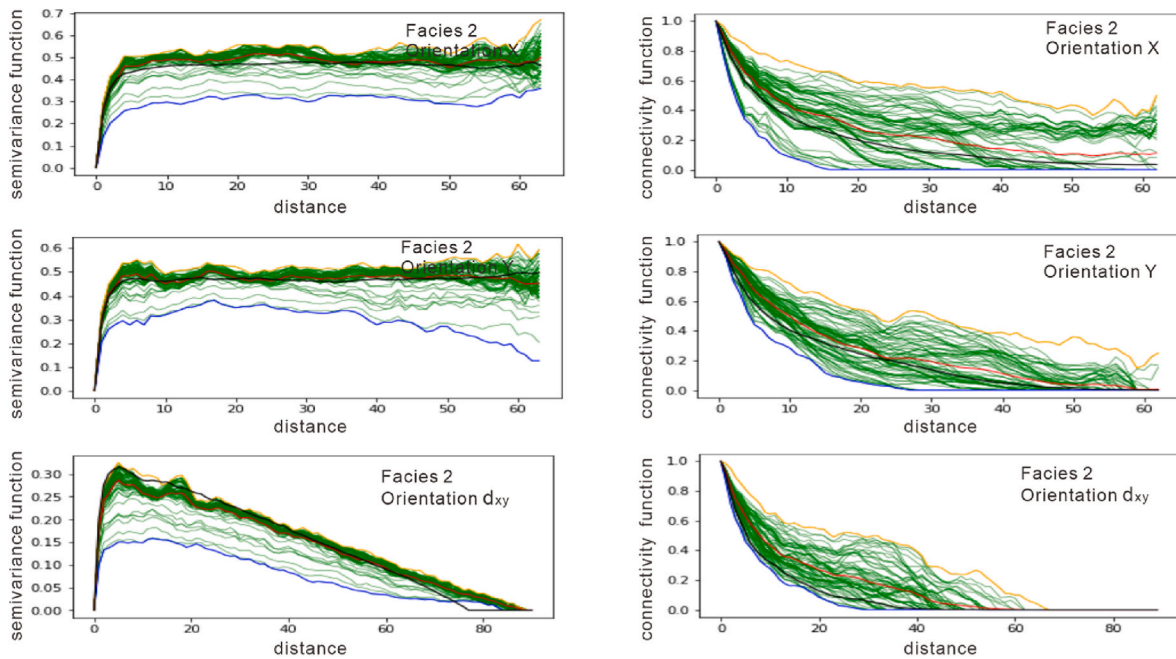 semivariance function
0.7
0.6
0.5
0.4
0.3
0.2
0.1
0.0
Facies 2
Orientation X
0 10 20 30 40 50 60
distance
connectivity function
1.0
0.8
0.6
0.4
0.2
0.0
Facies 2
Orientation X
0 10 20 30 40 50 60
distance
semivariance function
0.6
0.5
0.4
0.3
0.2
0.1
0.0
Facies 2
Orientation Y
0 10 20 30 40 50 60
distance
connectivity function
1.0
0.8
0.6
0.4
0.2
0.0
Facies 2
Orientation Y
0 10 20 30 40 50 60
distance
semivariance function
0.30
0.25
0.20
0.15
0.10
0.05
0.00
Facies 2
Orientation dxy
0 20 40 60 80
distance
connectivity function
1.0
0.8
0.6
0.4
0.2
0.0
Facies 2
Orientation dxy
0 20 40 60 80
distance